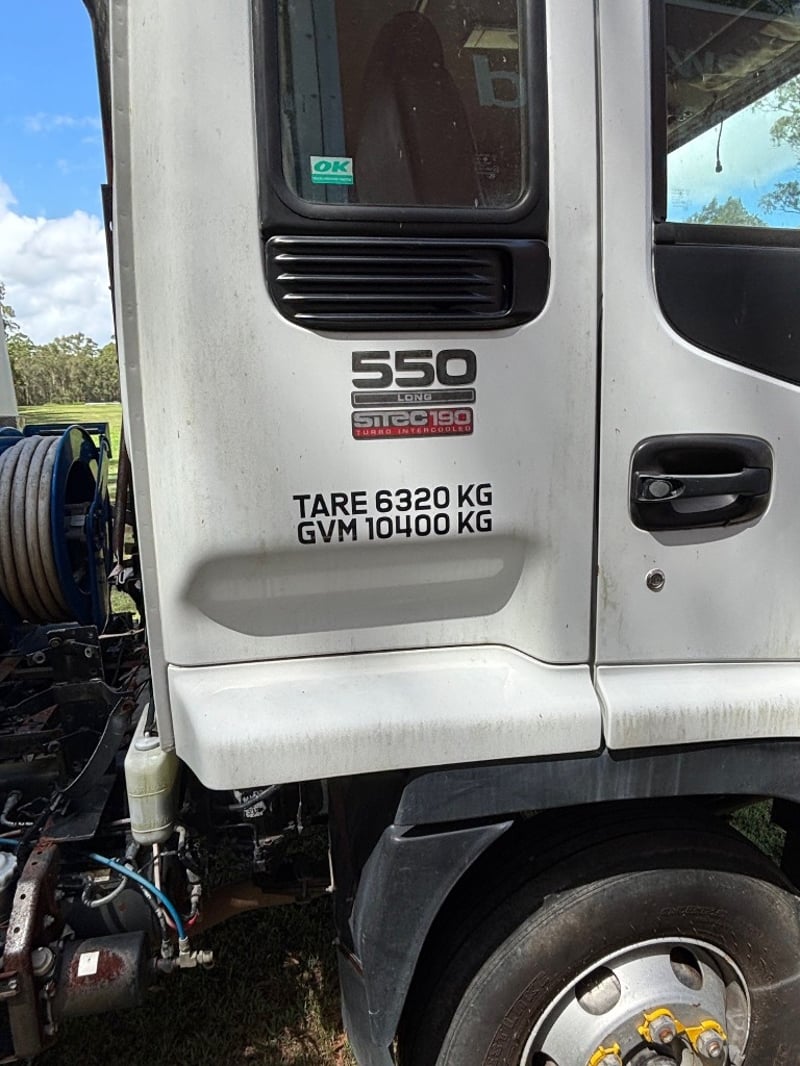 OK
550
LONG
SiTEC190
TURBO INTERCOOLED
TARE 6320 KG
GVM 10400 KG